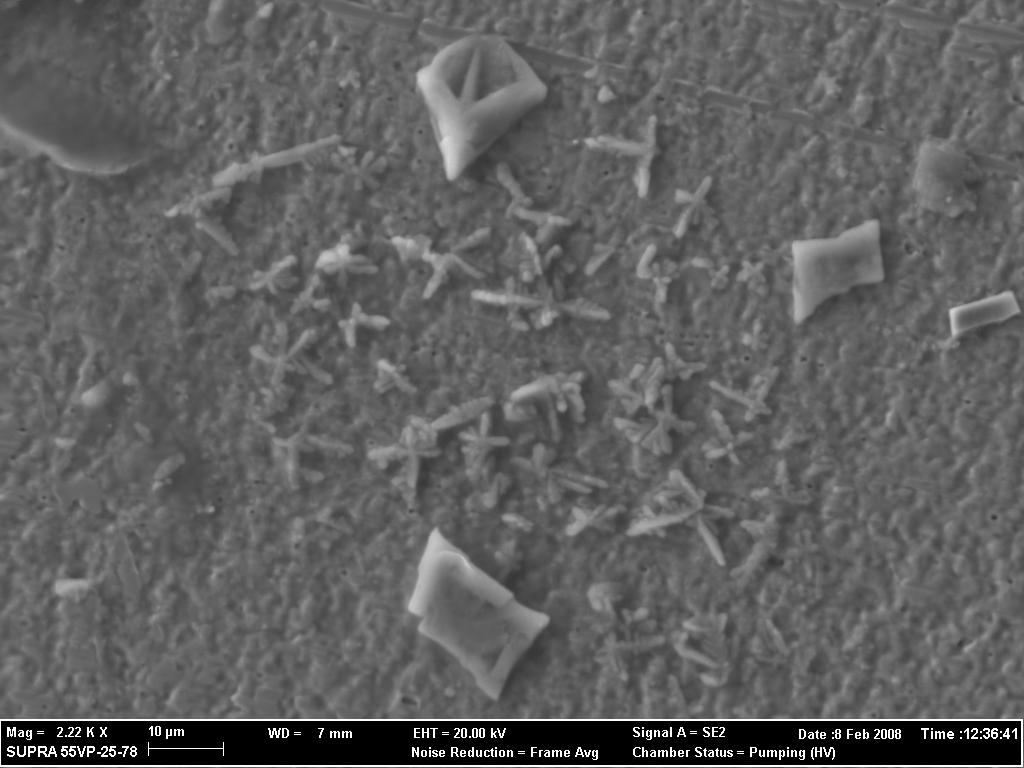 Mag = 2.22 K X 10 µm WD = 7 mm EHT = 20.00 kV Signal A = SE2 Date :8 Feb 2008 Time :12:36:41
SUPRA 55VP-25-78 Noise Reduction = Frame Avg Chamber Status = Pumping (HV)